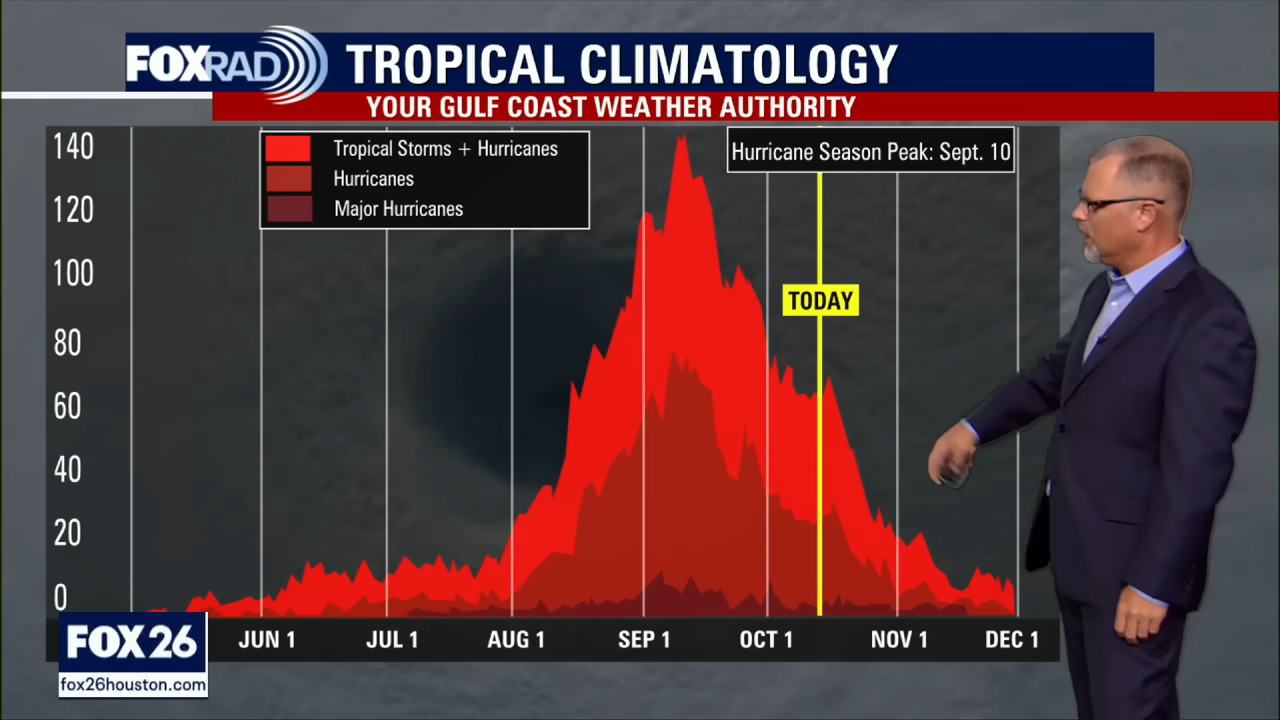 FOXRAD TROPICAL CLIMATOLOGY
YOUR GULF COAST WEATHER AUTHORITY
140
120
100
80
60
40
20
0
Tropical Storms + Hurricanes
Hurricanes
Major Hurricanes
Hurricane Season Peak: Sept. 10
TODAY
JUN 1 JUL 1 AUG 1 SEP 1 OCT 1 NOV 1 DEC 1
FOX 26
fox26houston.com